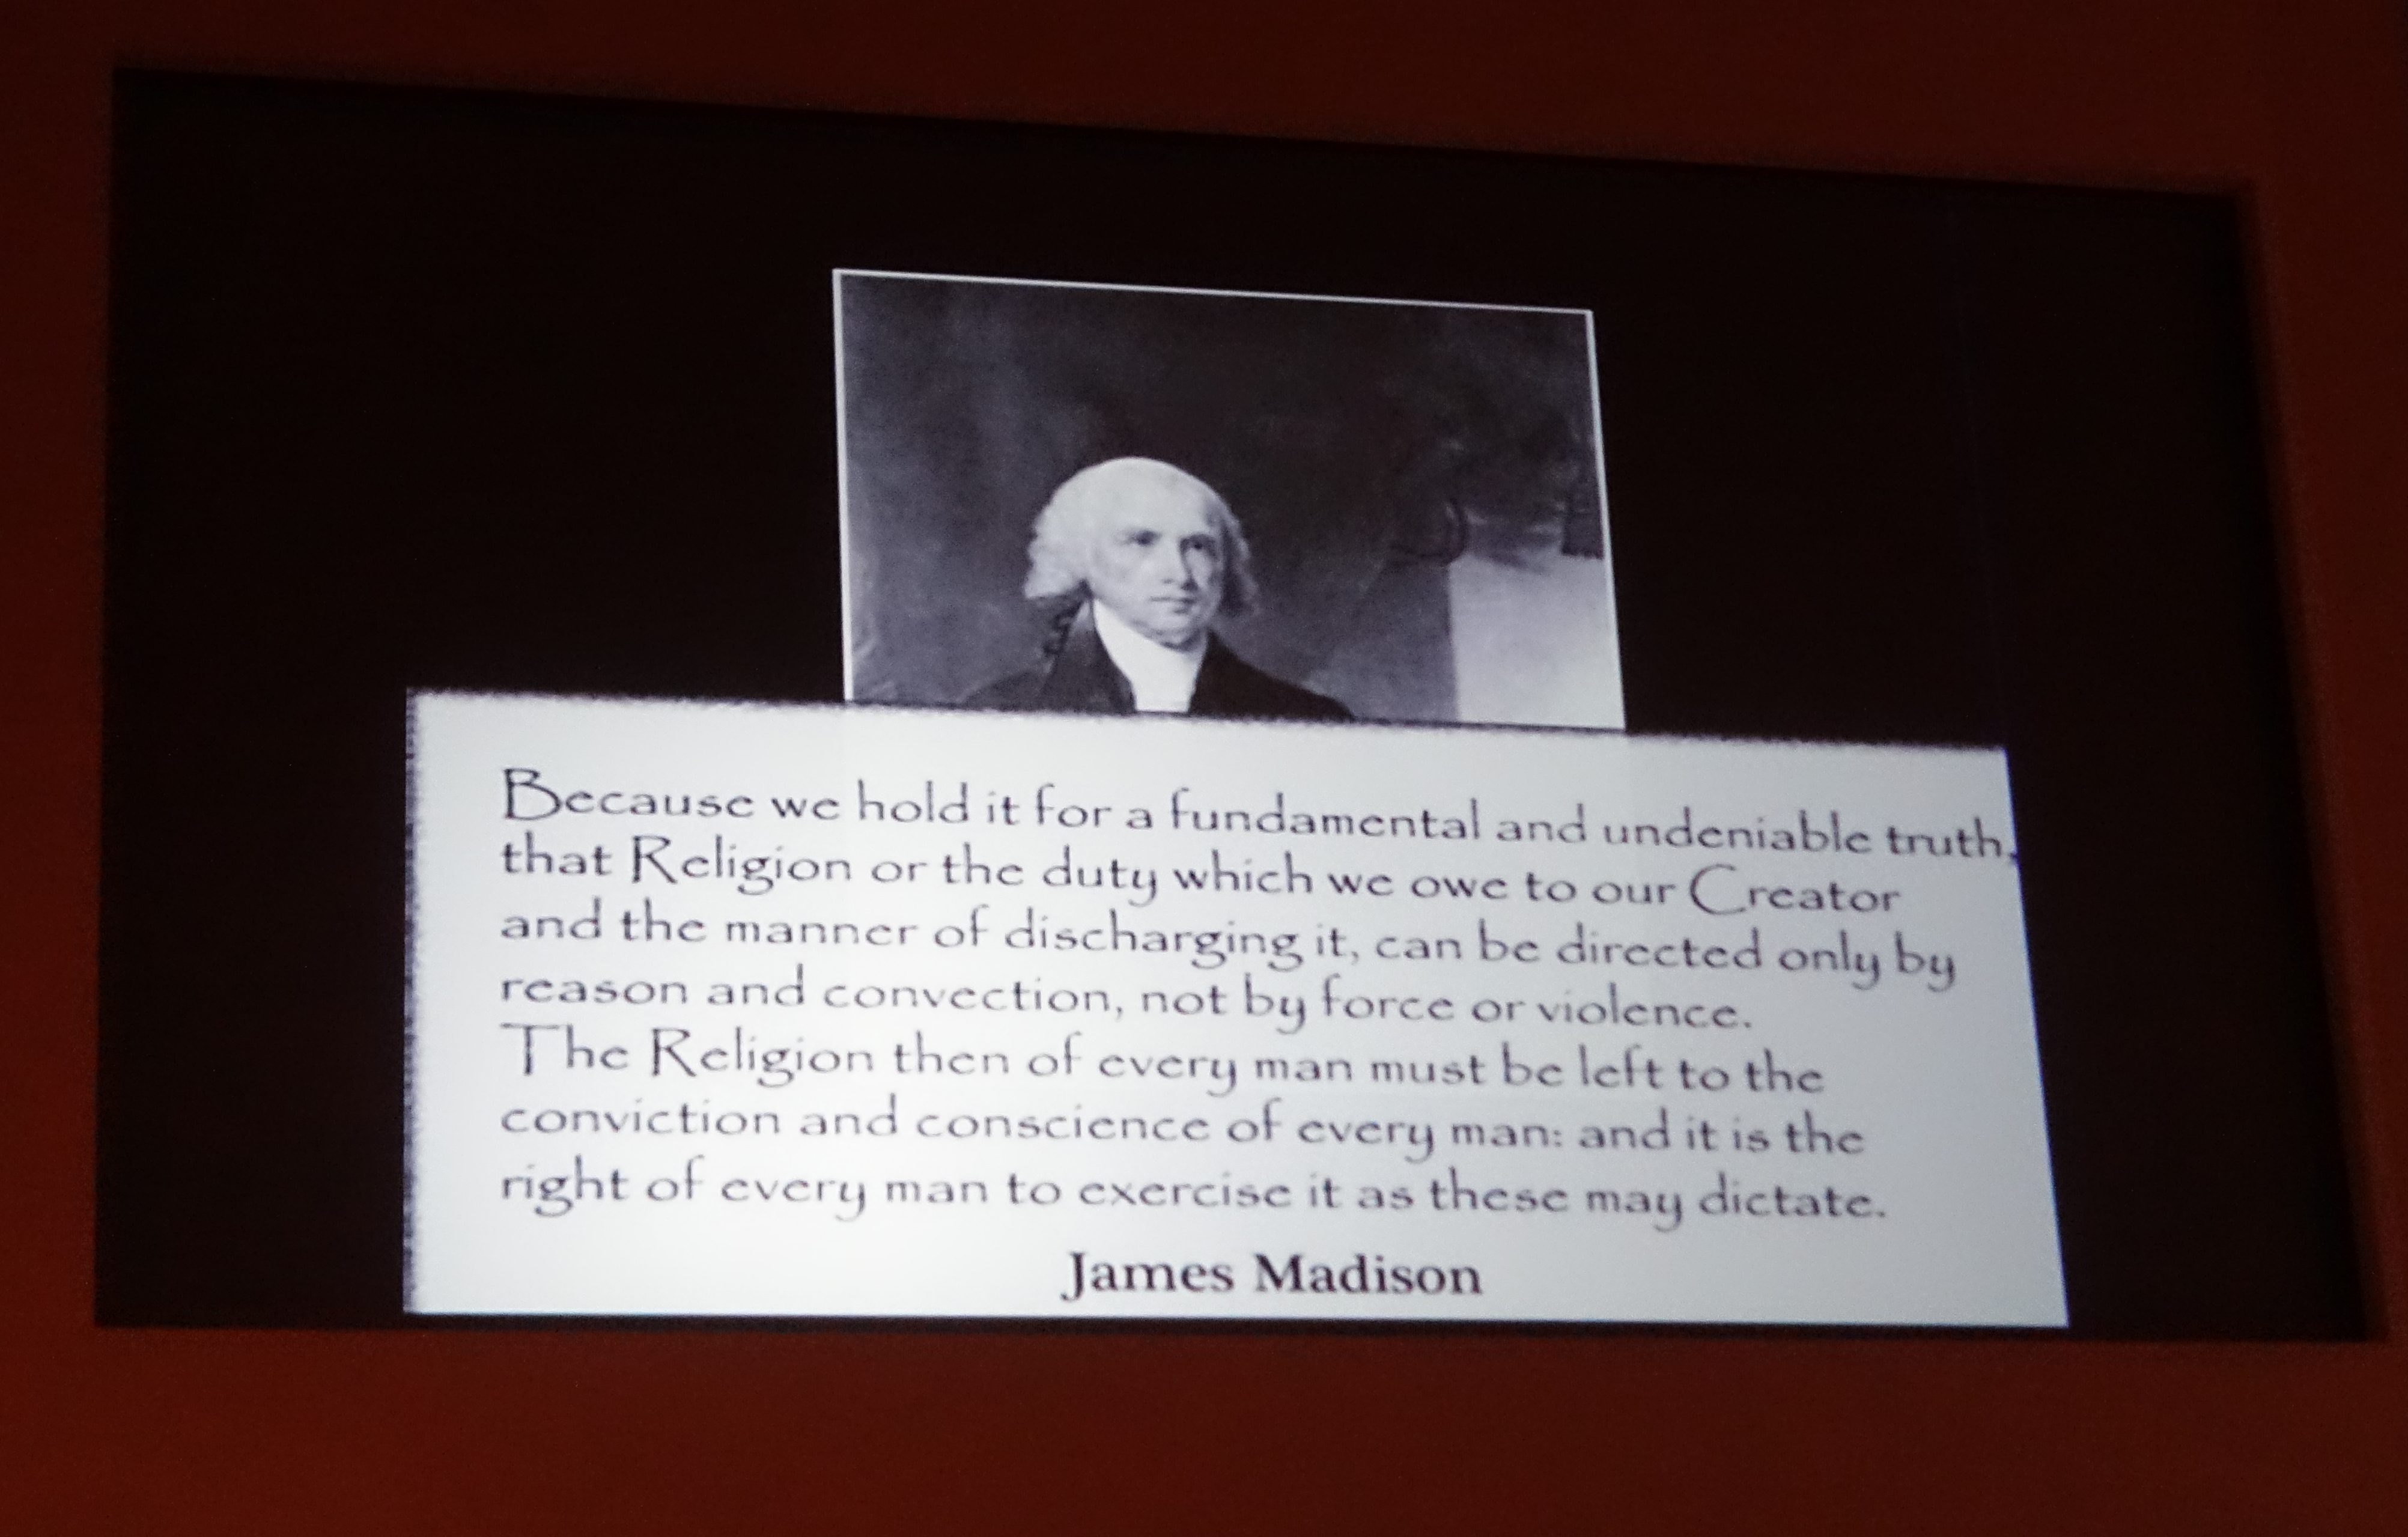 Because we hold it for a fundamental and undeniable truth,
that Religion or the duty which we owe to our Creator
and the manner of discharging it, can be directed only by
reason and convection, not by force or violence.
The Religion then of every man must be left to the
conviction and conscience of every man: and it is the
right of every man to exercise it as these may dictate.
James Madison